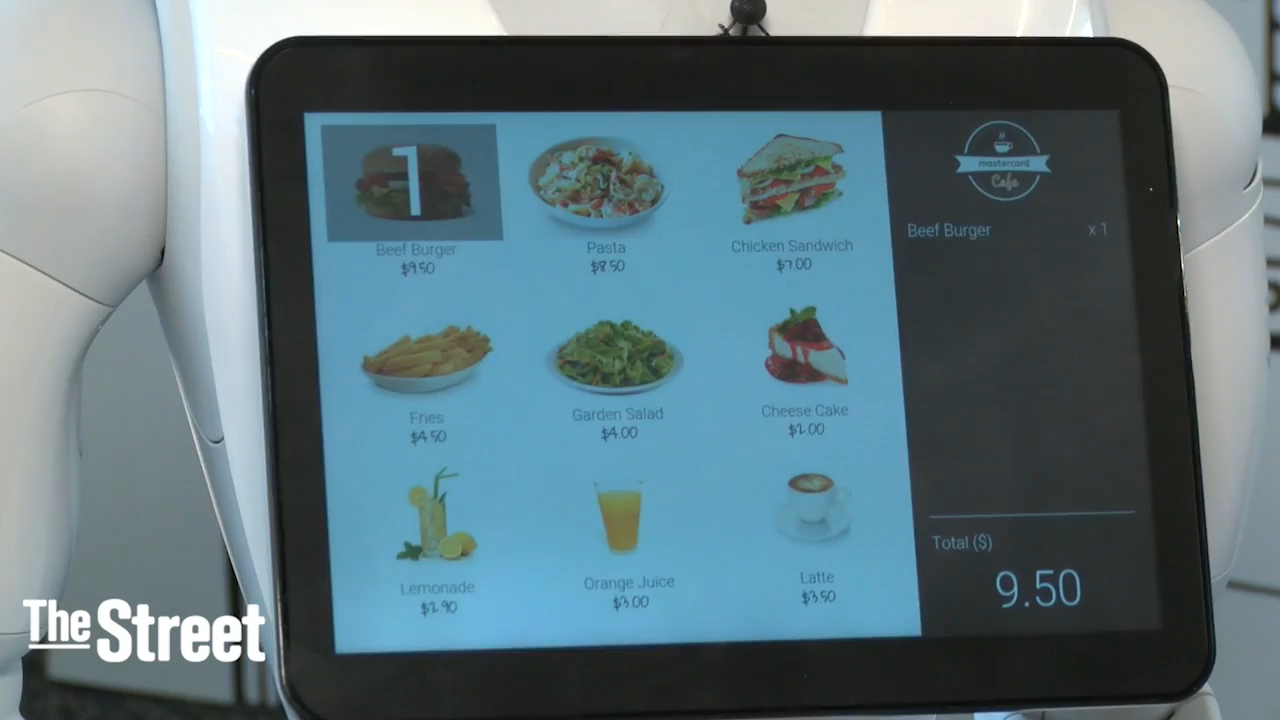 1
Beef Burger
$9.50
Pasta
$8.50
Chicken Sandwich
$7.00
Fries
$4.50
Garden Salad
$4.00
Cheese Cake
$2.00
Lemonade
$2.90
Orange Juice
$3.00
Latte
$3.50
mastercard
Cafe
Beef Burger x 1
Total ($)
9.50
TheStreet